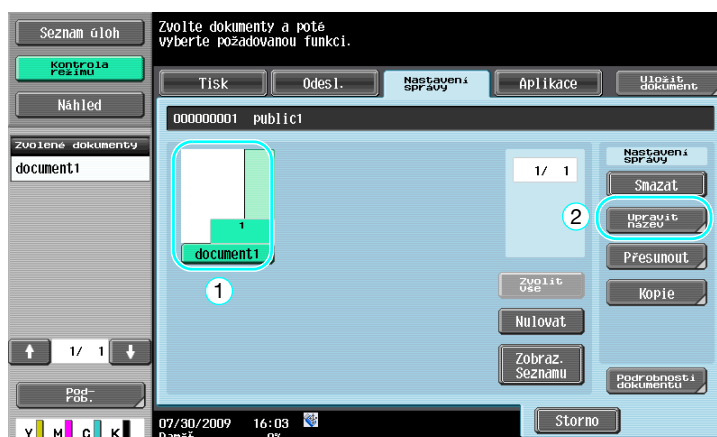 Seznam úloh
Kontrola
režimu
Náhled
Zvolené dokumenty
document1
1/ 1
Pod-
rob.
Y M C K
Zvolte dokumenty a poté
vyberte požadovanou funkci.
Tisk
Odesl.
Nastavení
správy
Aplikace
Uložit
dokument
000000001 public1
1
document1
1
1/ 1
Zvolit
vše
Nulovat
Zobraz.
Seznamu
Nastavení
správy
Smazat
2
Upravit
název
Přesunout
Kopie
Podrobnosti
dokumentu
07/30/2009 16:03
Paměť 0%
Storno